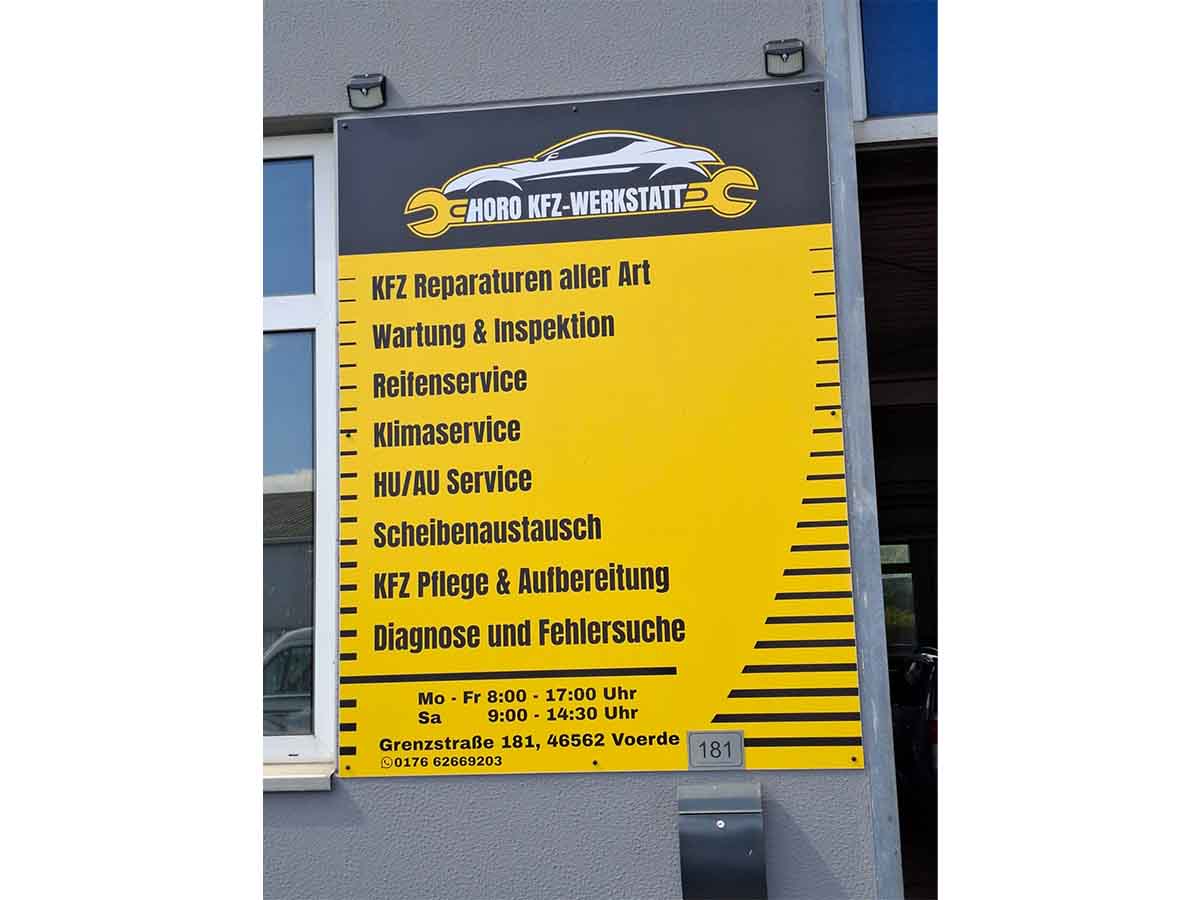 HORO KFZ-WERKSTATT
KFZ Reparaturen aller Art
Wartung & Inspektion
Reifenservice
Klimaservice
HU/AU Service
Scheibenaustausch
KFZ Pflege & Aufbereitung
Diagnose und Fehlersuche
Mo - Fr 8:00 - 17:00 Uhr
Sa 9:00 - 14:30 Uhr
Grenzstraße 181, 46562 Voerde
0176 62669203
181